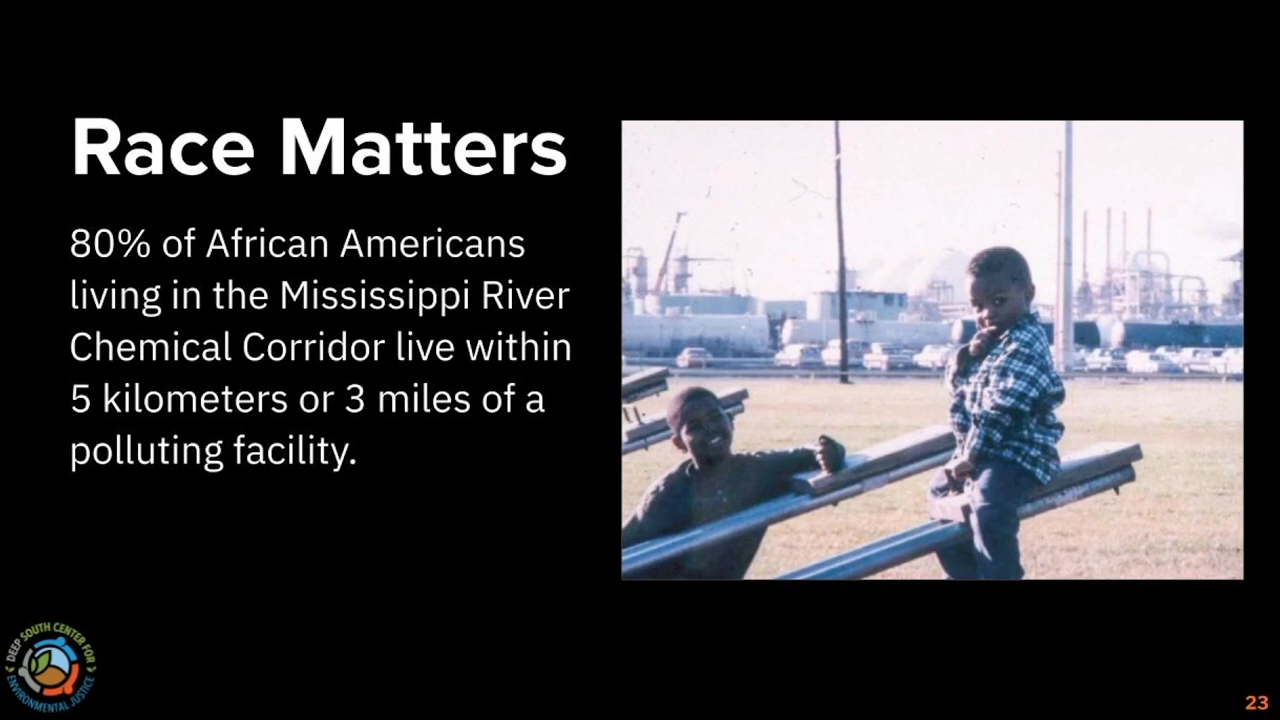 Race Matters
80% of African Americans
living in the Mississippi River
Chemical Corridor live within
5 kilometers or 3 miles of a
polluting facility.
DEEP SOUTH CENTER FOR
ENVIRONMENTAL JUSTICE
23